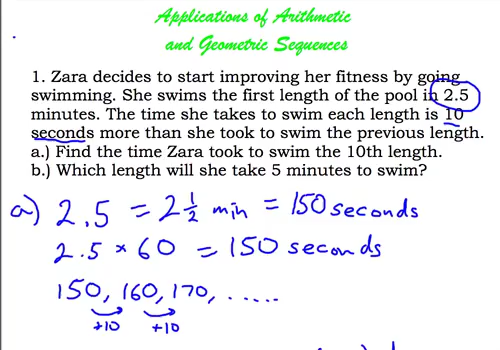 Applications of Arithmetic
and Geometric Sequences
1. Zara decides to start improving her fitness by going
swimming. She swims the first length of the pool in 2.5
minutes. The time she takes to swim each length is 10
seconds more than she took to swim the previous length.
a.) Find the time Zara took to swim the 10th length.
b.) Which length will she take 5 minutes to swim?
a) 2.5 = 2 1/2 min = 150 seconds
2.5 × 60 = 150 seconds
150, 160, 170, .....
+10 +10